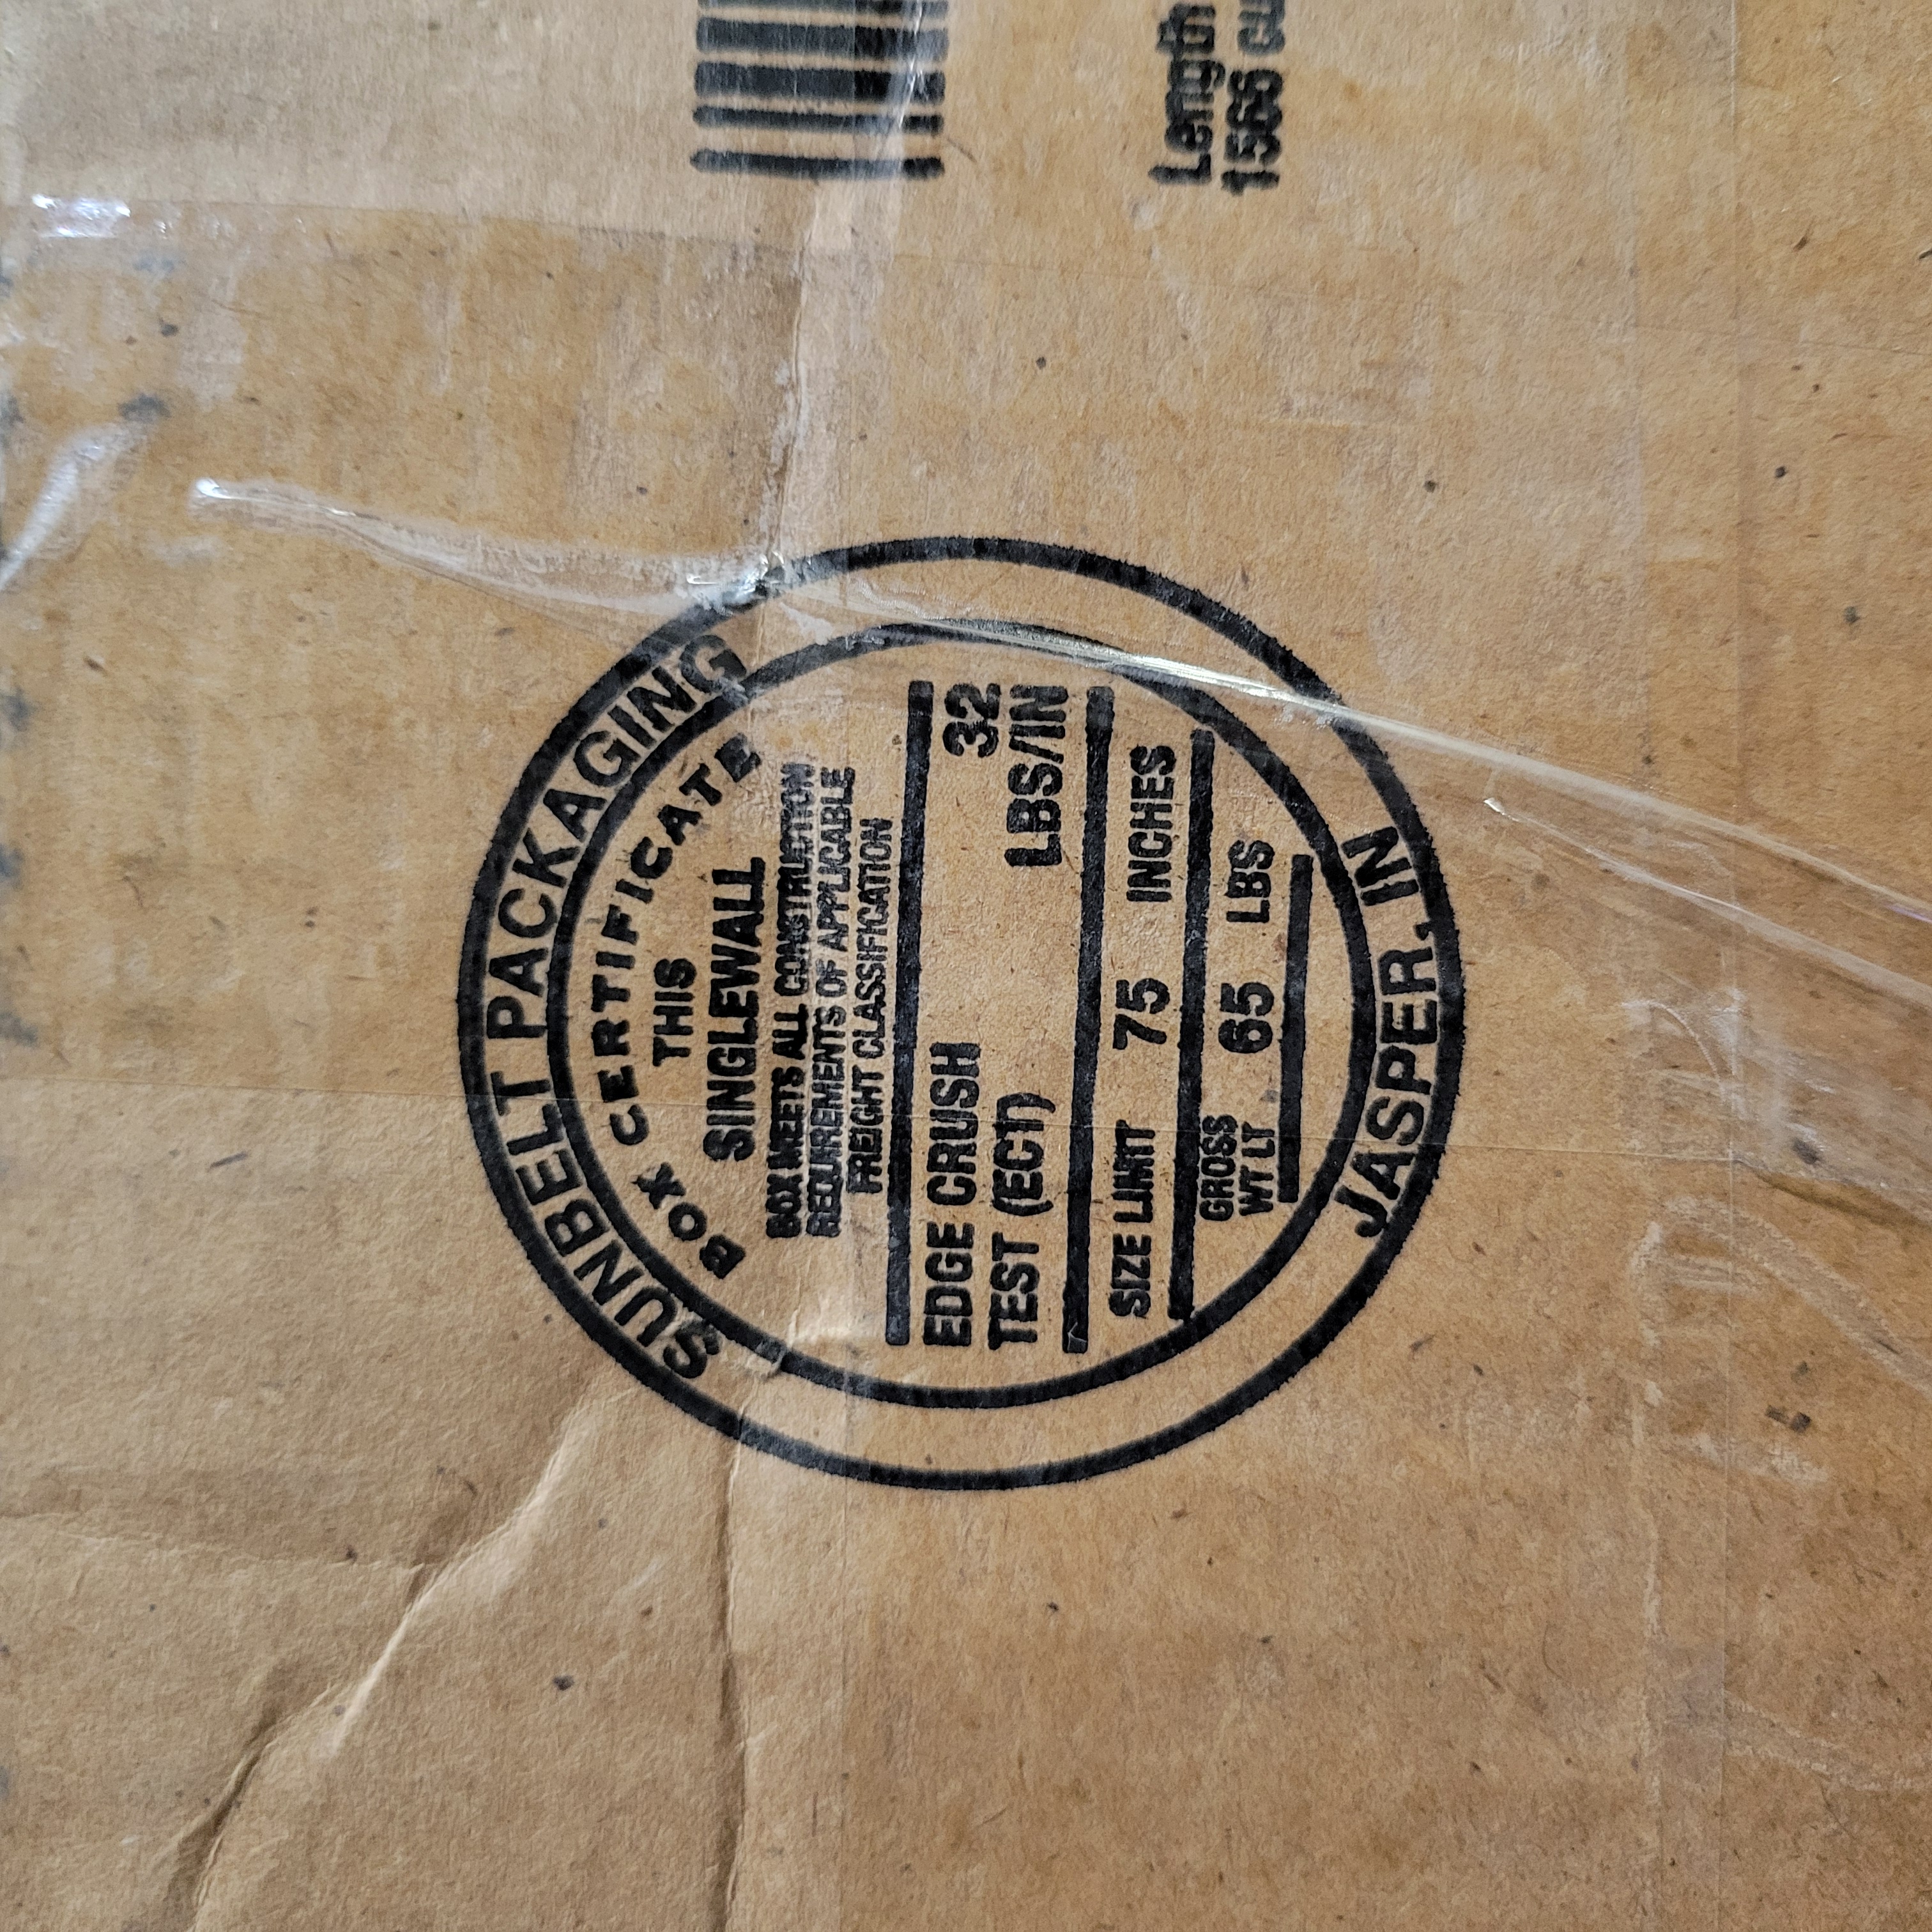 Length
1566 cu
SUNBELT PACKAGING
BOX CERTIFICATE
THIS
SINGLEWALL
BOX MEETS ALL CONSTRUCTION
REQUIREMENTS OF APPLICABLE
FREIGHT CLASSIFICATION
EDGE CRUSH 32
TEST (ECT) LBS/IN
SIZE LIMIT 75 INCHES
GROSS
WT LT 65 LBS
JASPER, IN